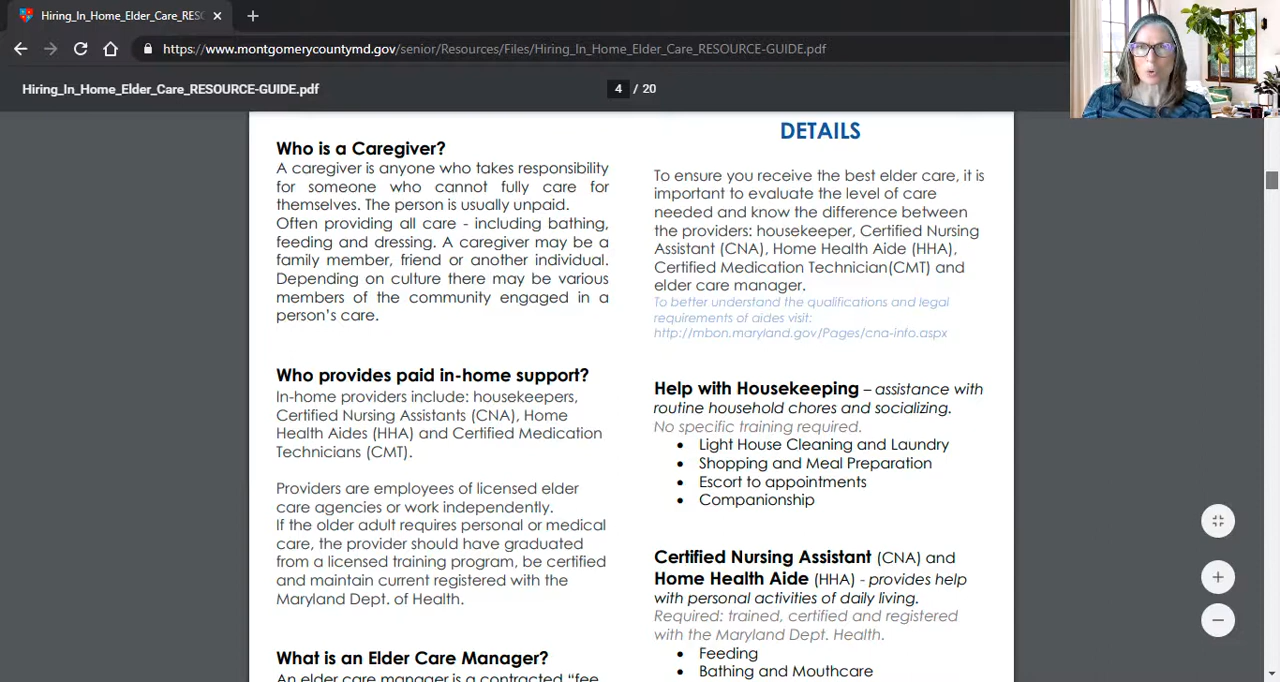 Hiring_In_Home_Elder_Care_RES
https://www.montgomerycountymd.gov/senior/Resources/Files/Hiring_In_Home_Elder_Care_RESOURCE-GUIDE.pdf
Hiring_In_Home_Elder_Care_RESOURCE-GUIDE.pdf
4 / 20
Who is a Caregiver?
A caregiver is anyone who takes responsibility
for someone who cannot fully care for
themselves. The person is usually unpaid.
Often providing all care - including bathing,
feeding and dressing. A caregiver may be a
family member, friend or another individual.
Depending on culture there may be various
members of the community engaged in a
person's care.
Who provides paid in-home support?
In-home providers include: housekeepers,
Certified Nursing Assistants (CNA), Home
Health Aides (HHA) and Certified Medication
Technicians (CMT).
Providers are employees of licensed elder
care agencies or work independently.
If the older adult requires personal or medical
care, the provider should have graduated
from a licensed training program, be certified
and maintain current registered with the
Maryland Dept. of Health.
What is an Elder Care Manager?
An elder care manager is a contracted "fee
DETAILS
To ensure you receive the best elder care, it is
important to evaluate the level of care
needed and know the difference between
the providers: housekeeper, Certified Nursing
Assistant (CNA), Home Health Aide (HHA),
Certified Medication Technician(CMT) and
elder care manager.
To better understand the qualifications and legal
requirements of aides visit:
http://mbon.maryland.gov/Pages/cna-info.aspx
Help with Housekeeping – assistance with
routine household chores and socializing.
No specific training required.
• Light House Cleaning and Laundry
• Shopping and Meal Preparation
• Escort to appointments
• Companionship
Certified Nursing Assistant (CNA) and
Home Health Aide (HHA) - provides help
with personal activities of daily living.
Required: trained, certified and registered
with the Maryland Dept. Health.
• Feeding
• Bathing and Mouthcare